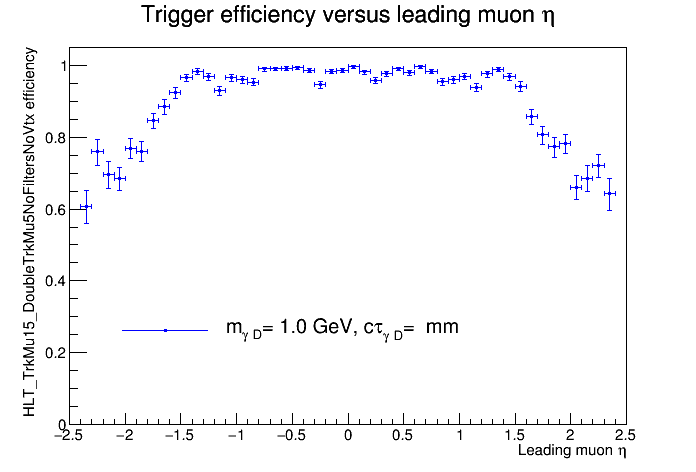 Trigger efficiency versus leading muon η
HLT_TrkMu15_DoubleTrkMu5NoFiltersNoVtx efficiency
1
0.8
0.6
0.4
0.2
0
m_γ D= 1.0 GeV, cτ_γ D=  mm
−2.5 −2 −1.5 −1 −0.5 0 0.5 1 1.5 2 2.5
Leading muon η